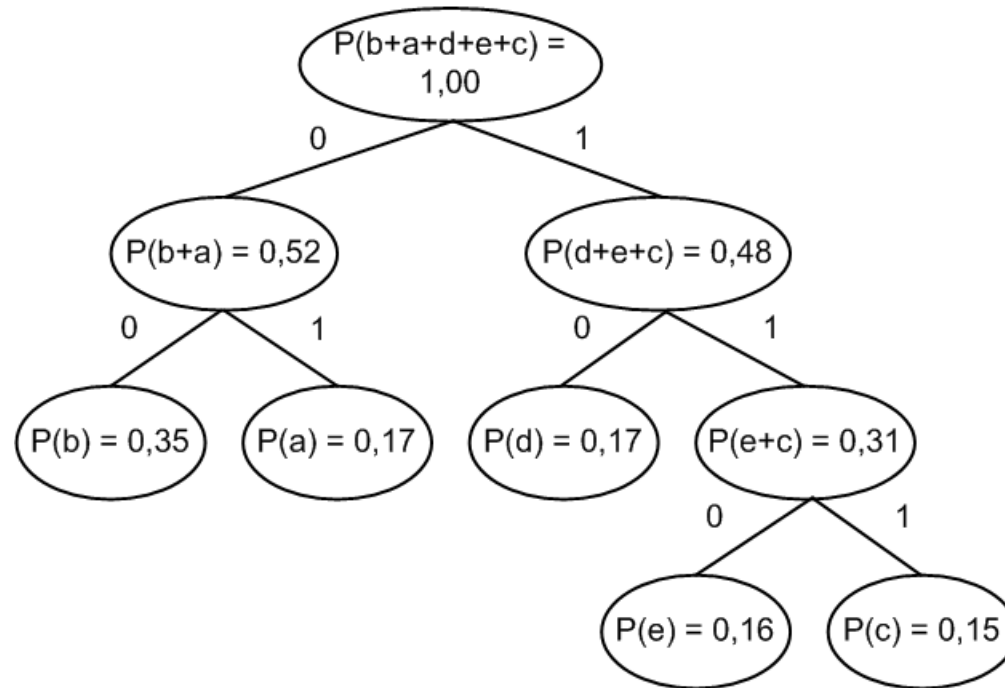 P(b+a+d+e+c) =
1,00
0
1
P(b+a) = 0,52
P(d+e+c) = 0,48
0
1
0
1
P(b) = 0,35
P(a) = 0,17
P(d) = 0,17
P(e+c) = 0,31
0
1
P(e) = 0,16
P(c) = 0,15